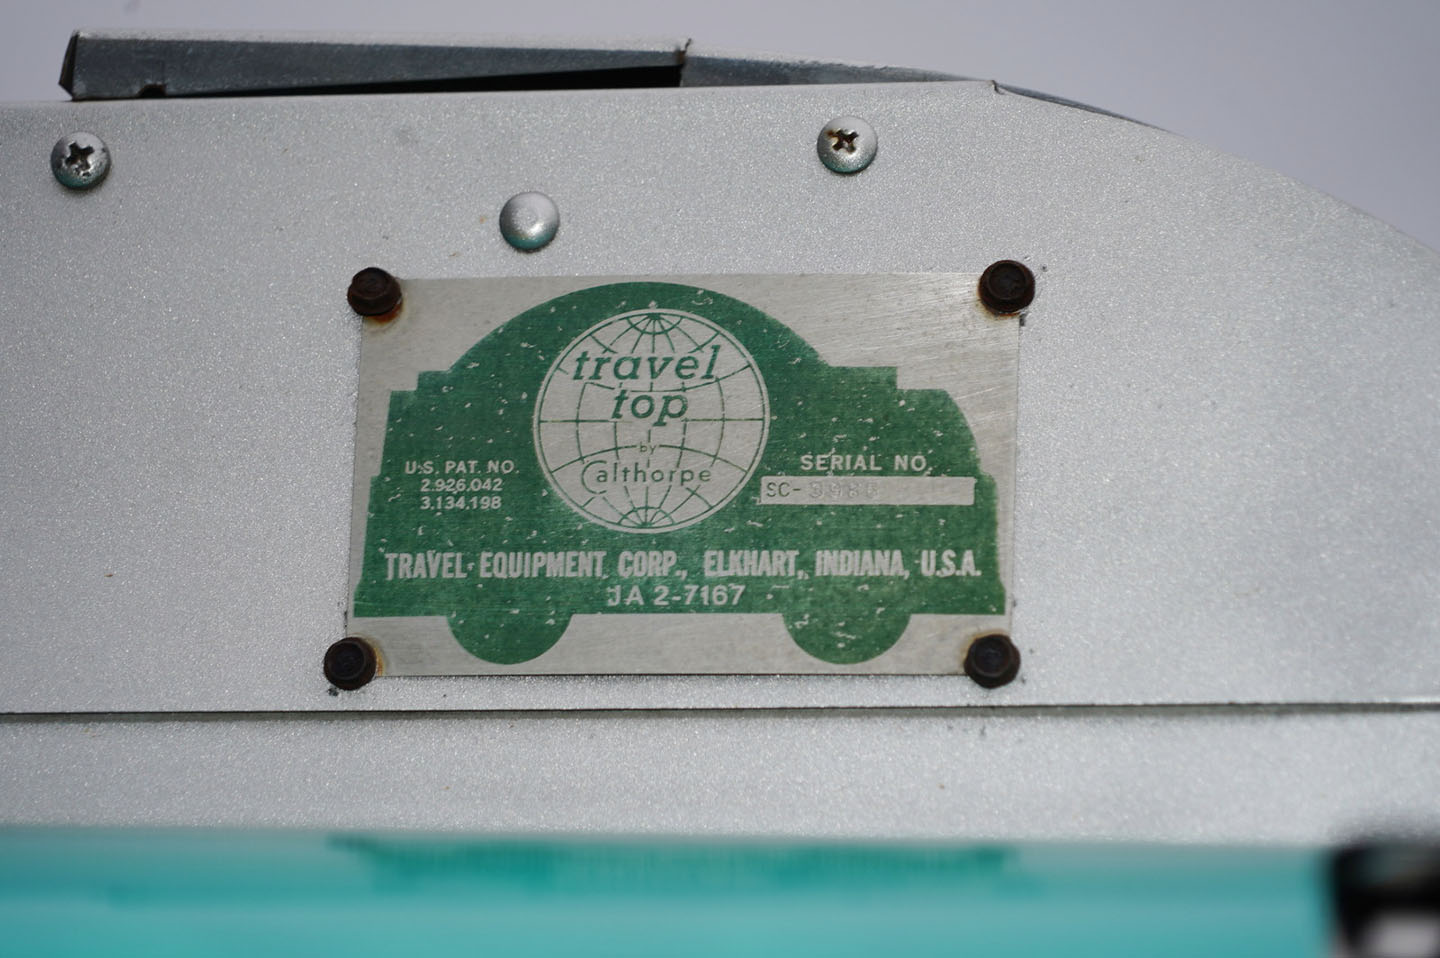 travel
top
by
Calthorpe
U.S. PAT. NO.
2.926.042
3.134.198
SERIAL NO.
SC-
TRAVEL EQUIPMENT CORP., ELKHART, INDIANA, U.S.A.
JA 2-7167